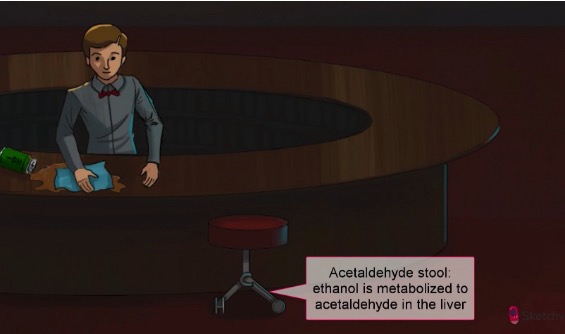 Acetaldehyde stool:
ethanol is metabolized to
acetaldehyde in the liver